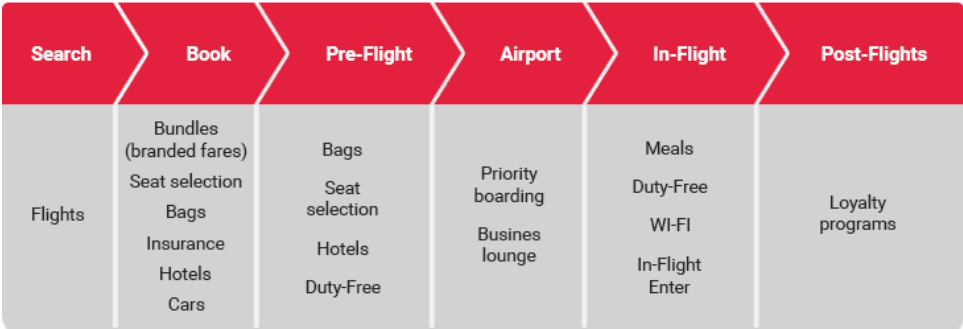 Search
Book
Pre-Flight
Airport
In-Flight
Post-Flights
Flights
Bundles
(branded fares)
Seat selection
Bags
Insurance
Hotels
Cars
Bags
Seat
selection
Hotels
Duty-Free
Priority
boarding
Busines
lounge
Meals
Duty-Free
WI-FI
In-Flight
Enter
Loyalty
programs